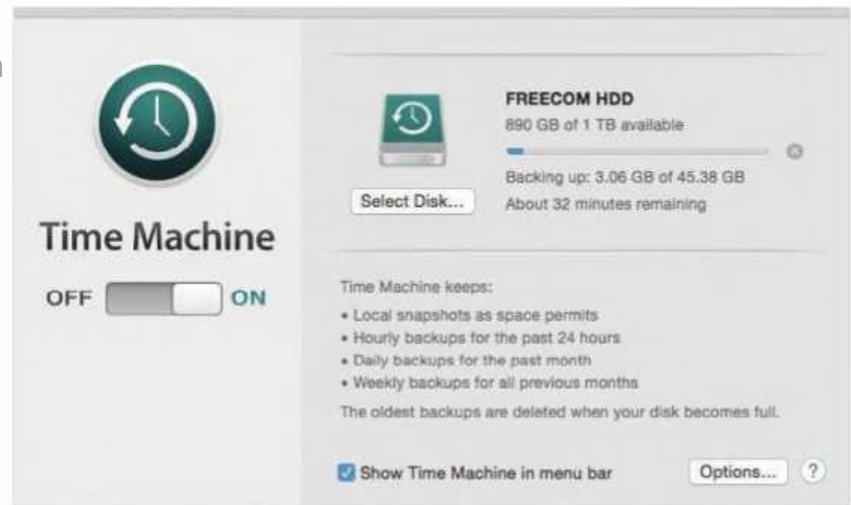 Time Machine
OFF ON
FREECOM HDD
890 GB of 1 TB available
Backing up: 3.06 GB of 45.38 GB
About 32 minutes remaining
Select Disk...
Time Machine keeps:
• Local snapshots as space permits
• Hourly backups for the past 24 hours
• Daily backups for the past month
• Weekly backups for all previous months
The oldest backups are deleted when your disk becomes full.
Show Time Machine in menu bar
Options... ?